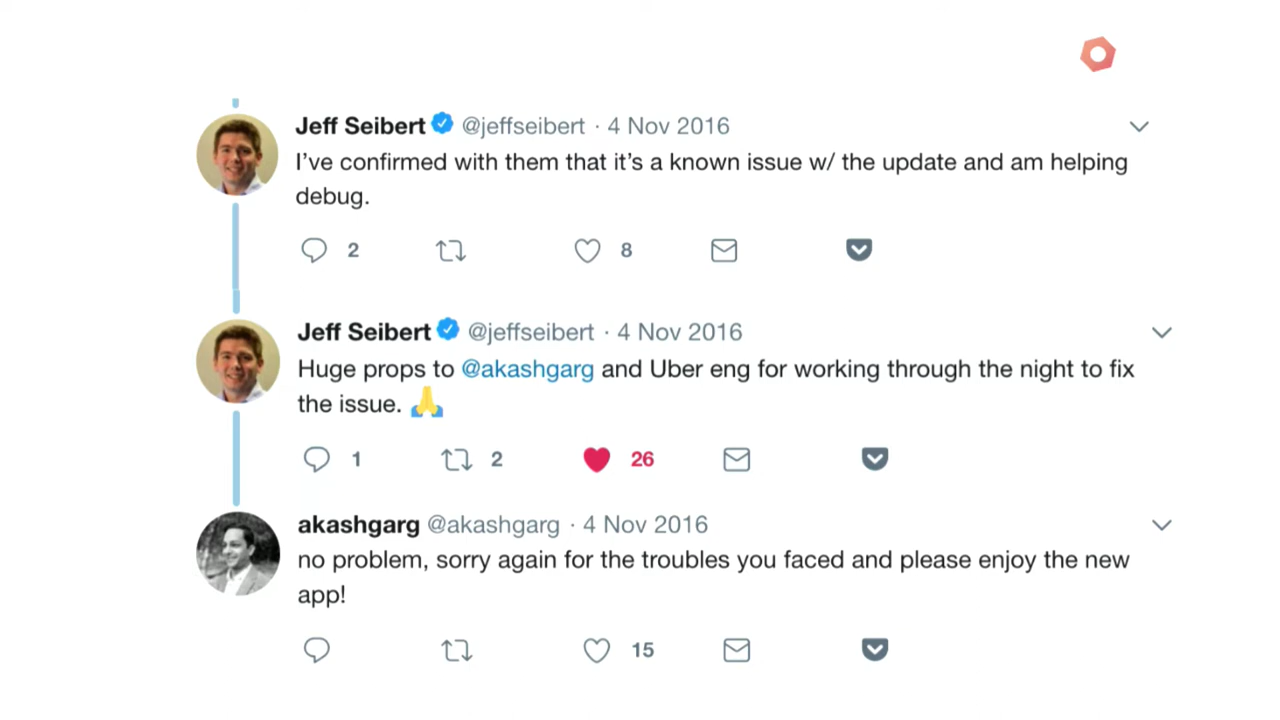 Jeff Seibert @jeffseibert · 4 Nov 2016
I’ve confirmed with them that it’s a known issue w/ the update and am helping
debug.
2 8
Jeff Seibert @jeffseibert · 4 Nov 2016
Huge props to @akashgarg and Uber eng for working through the night to fix
the issue. 🙏
1 2 26
akashgarg @akashgarg · 4 Nov 2016
no problem, sorry again for the troubles you faced and please enjoy the new
app!
15